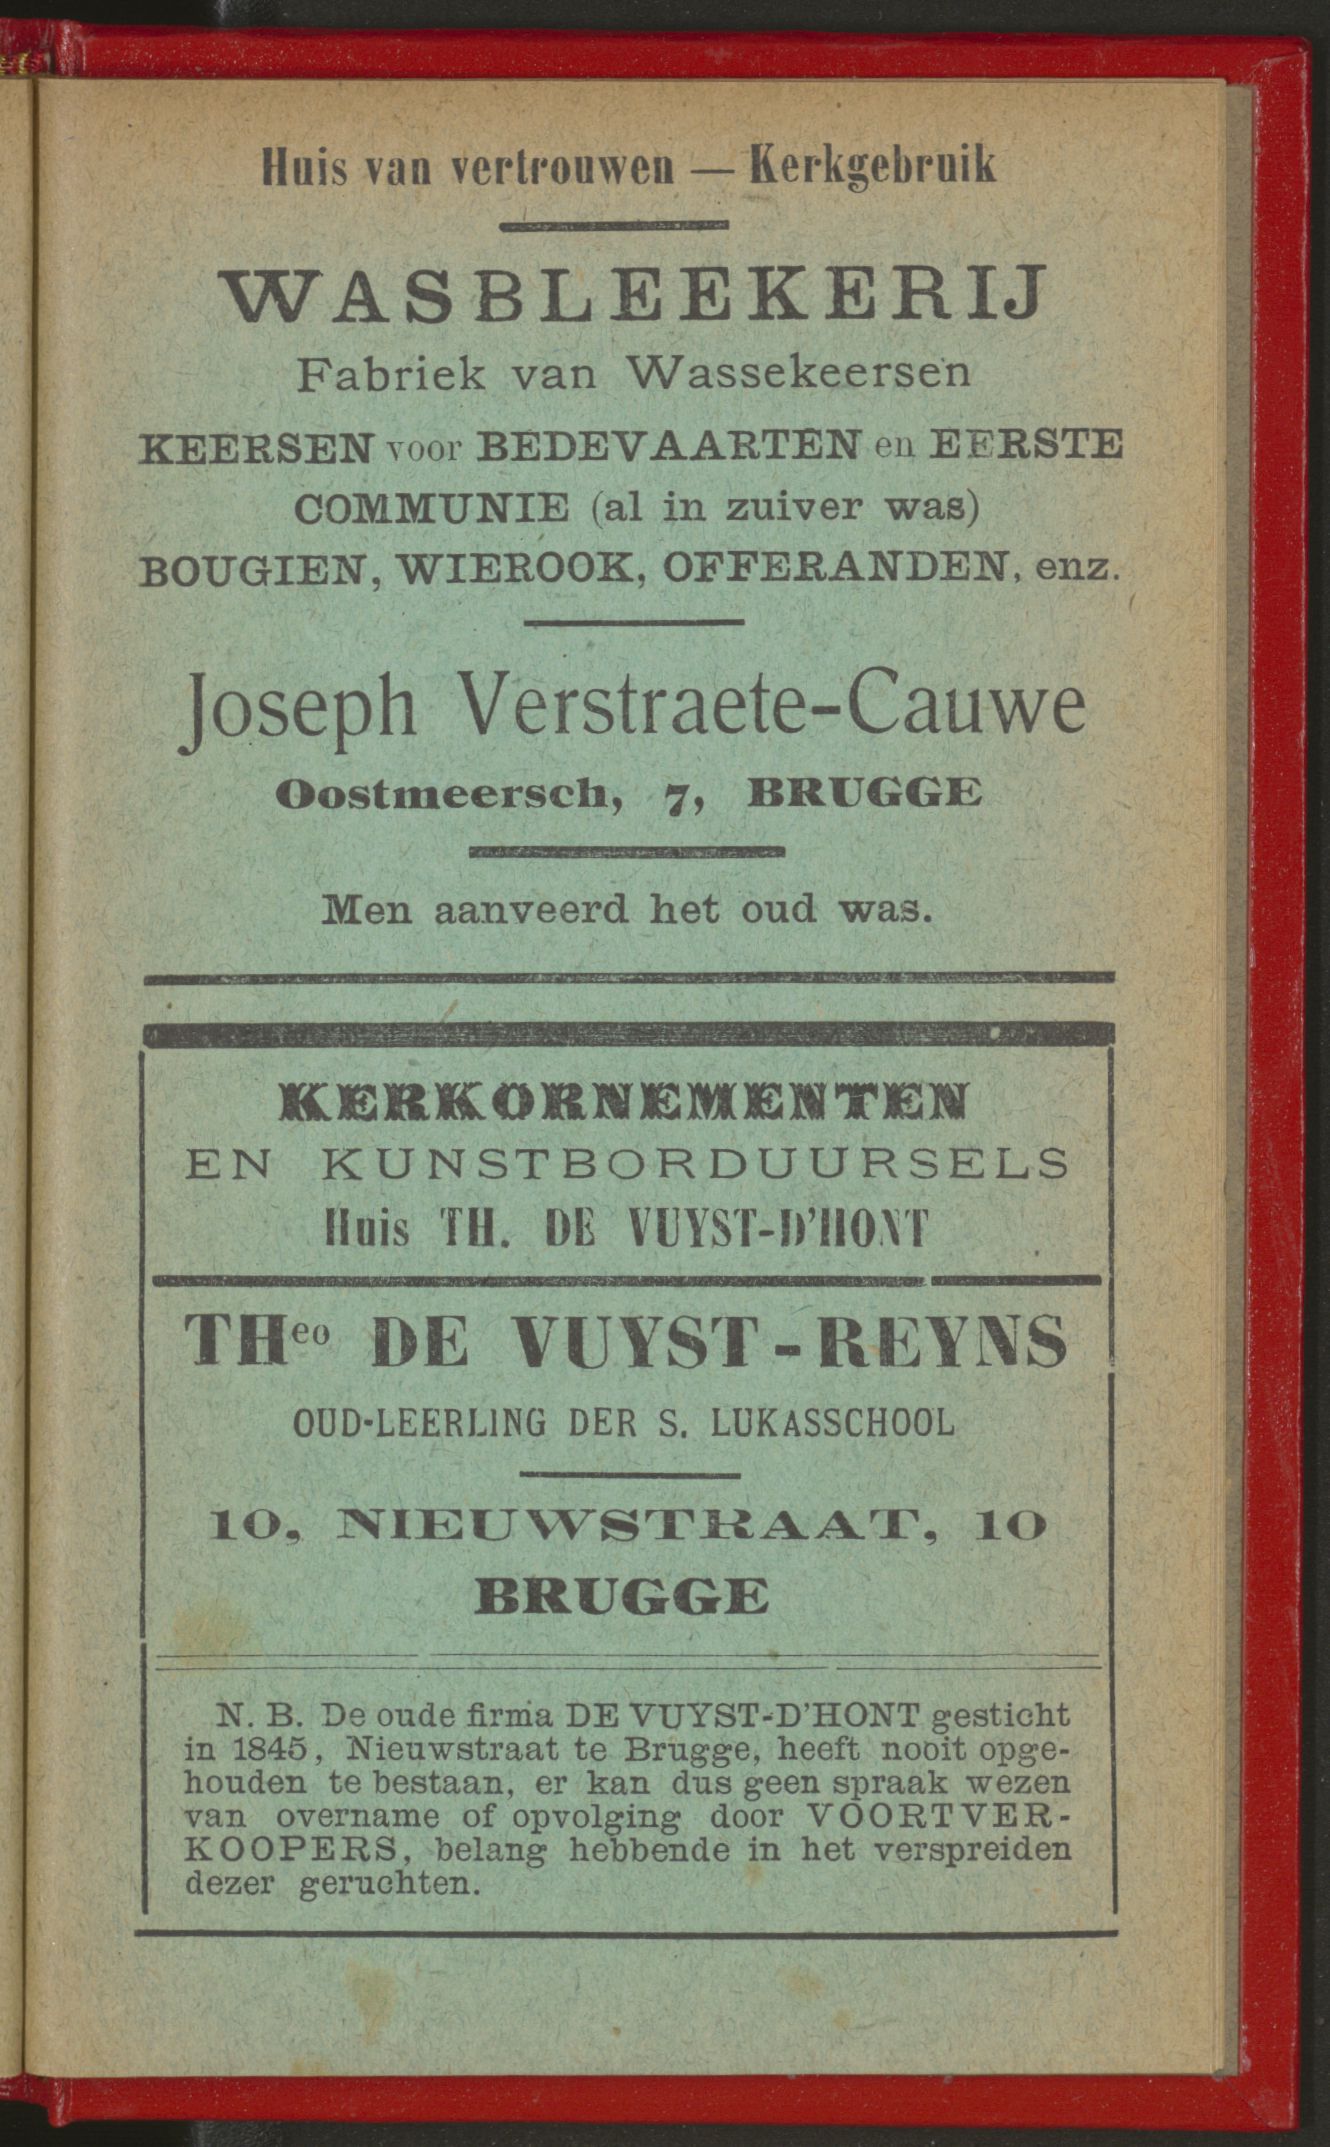 Huis van vertrouwen — Kerkgebruik
WASBLEEKERIJ
Fabriek van Wassekeersen
KEERSEN voor BEDEVAARTEN en EERSTE
COMMUNIE (al in zuiver was)
BOUGIEN, WIEROOK, OFFERANDEN, enz.
Joseph Verstraete-Cauwe
Oostmeersch, 7, BRUGGE
Men aanveerd het oud was.
KERKORNEMENTEN
EN KUNSTBORDUURSELS
Huis TH. DE VUYST-D'HONT
THeo DE VUYST-REYNS
OUD-LEERLING DER S. LUKASSCHOOL
10, NIEUWSTRAAT, 10
BRUGGE
N. B. De oude firma DE VUYST-D'HONT gesticht
in 1845, Nieuwstraat te Brugge, heeft nooit opge-
houden te bestaan, er kan dus geen spraak wezen
van overname of opvolging door VOORTVER-
KOOPERS, belang hebbende in het verspreiden
dezer geruchten.